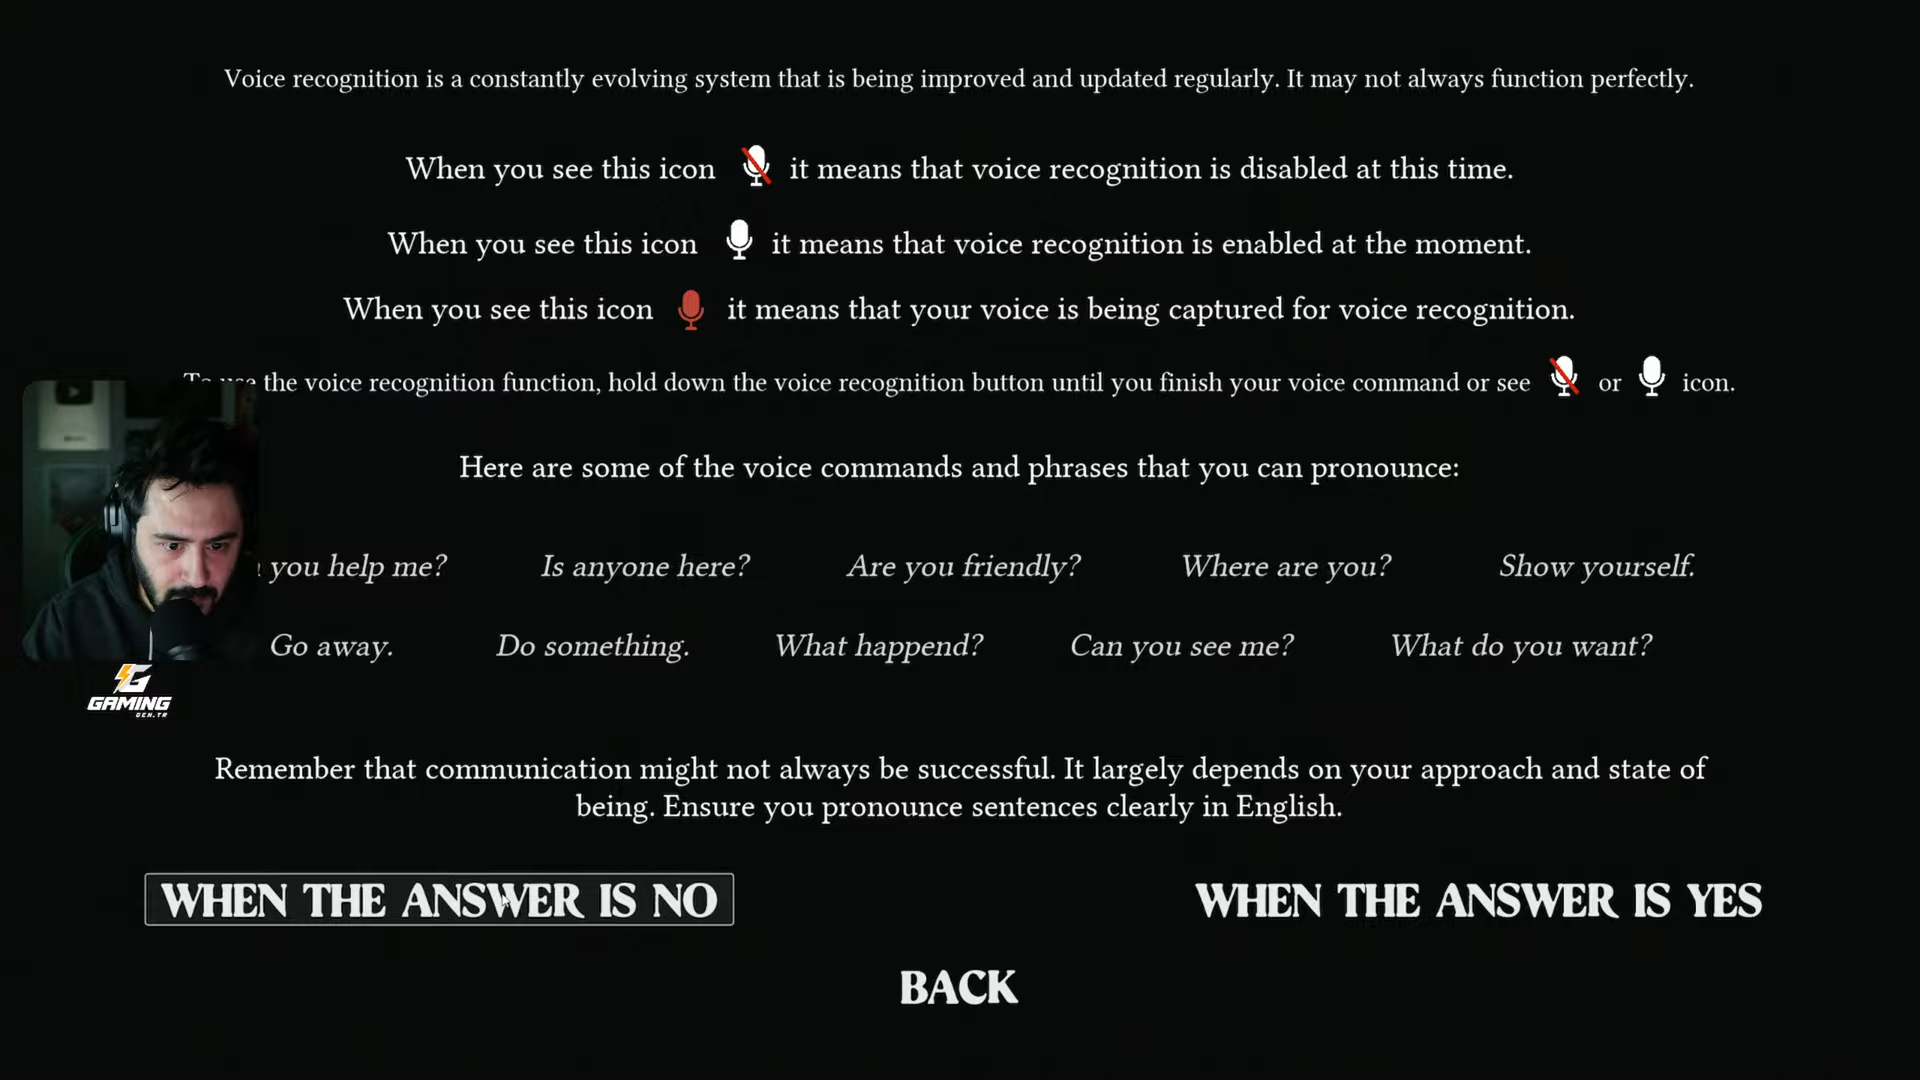 Voice recognition is a constantly evolving system that is being improved and updated regularly. It may not always function perfectly.
When you see this icon it means that voice recognition is disabled at this time.
When you see this icon it means that voice recognition is enabled at the moment.
When you see this icon it means that your voice is being captured for voice recognition.
To use the voice recognition function, hold down the voice recognition button until you finish your voice command or see or icon.
Here are some of the voice commands and phrases that you can pronounce:
you help me? Is anyone here? Are you friendly? Where are you? Show yourself.
Go away. Do something. What happend? Can you see me? What do you want?
GAMING
GEN.TR
Remember that communication might not always be successful. It largely depends on your approach and state of
being. Ensure you pronounce sentences clearly in English.
WHEN THE ANSWER IS NO WHEN THE ANSWER IS YES
BACK